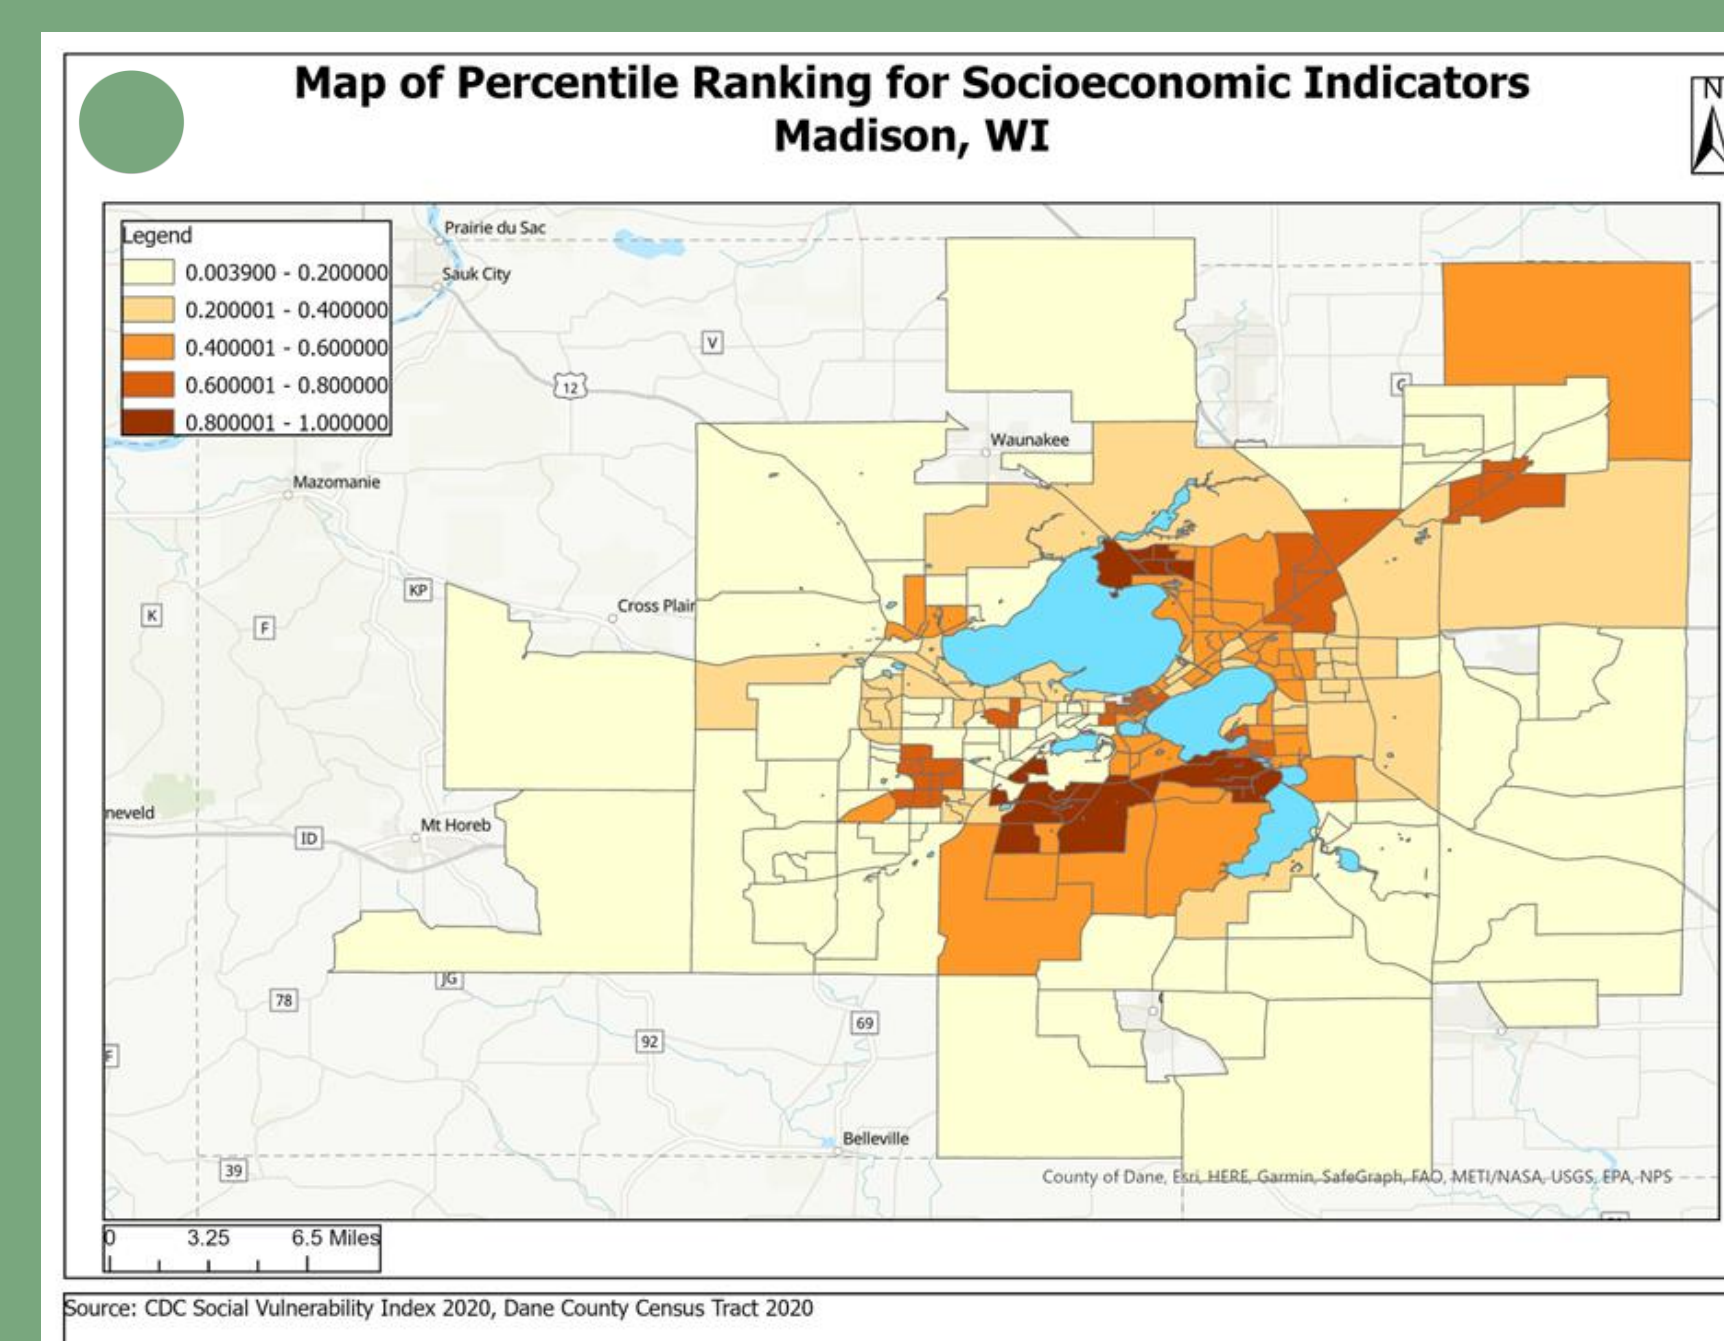 Map of Percentile Ranking for Socioeconomic Indicators
Madison, WI
N
Legend
0.003900 - 0.200000
0.200001 - 0.400000
0.400001 - 0.600000
0.600001 - 0.800000
0.800001 - 1.000000
Prairie du Sac
Sauk City
V
12
Waunakee
Mazomanie
KP
Cross Plain
K
F
neveld
ID
Mt Horeb
JG
78
69
92
Belleville
39
County of Dane, Esri, HERE, Garmin, SafeGraph, FAO, METI/NASA, USGS, EPA, NPS
0 3.25 6.5 Miles
Source: CDC Social Vulnerability Index 2020, Dane County Census Tract 2020